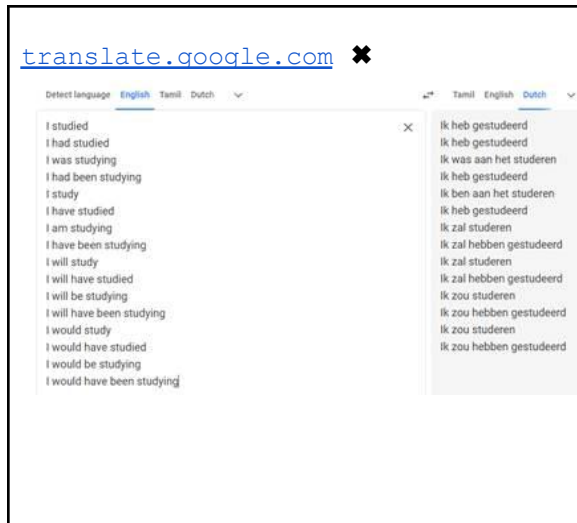 translate.google.com ✖
Detect language English Tamil Dutch Tamil English Dutch
I studied
I had studied
I was studying
I had been studying
I study
I have studied
I am studying
I have been studying
I will study
I will have studied
I will be studying
I will have been studying
I would study
I would have studied
I would be studying
I would have been studying
Ik heb gestudeerd
Ik heb gestudeerd
Ik was aan het studeren
Ik heb gestudeerd
Ik ben aan het studeren
Ik heb gestudeerd
Ik zal studeren
Ik zal hebben gestudeerd
Ik zal studeren
Ik zal hebben gestudeerd
Ik zou studeren
Ik zou hebben gestudeerd
Ik zou studeren
Ik zou hebben gestudeerd